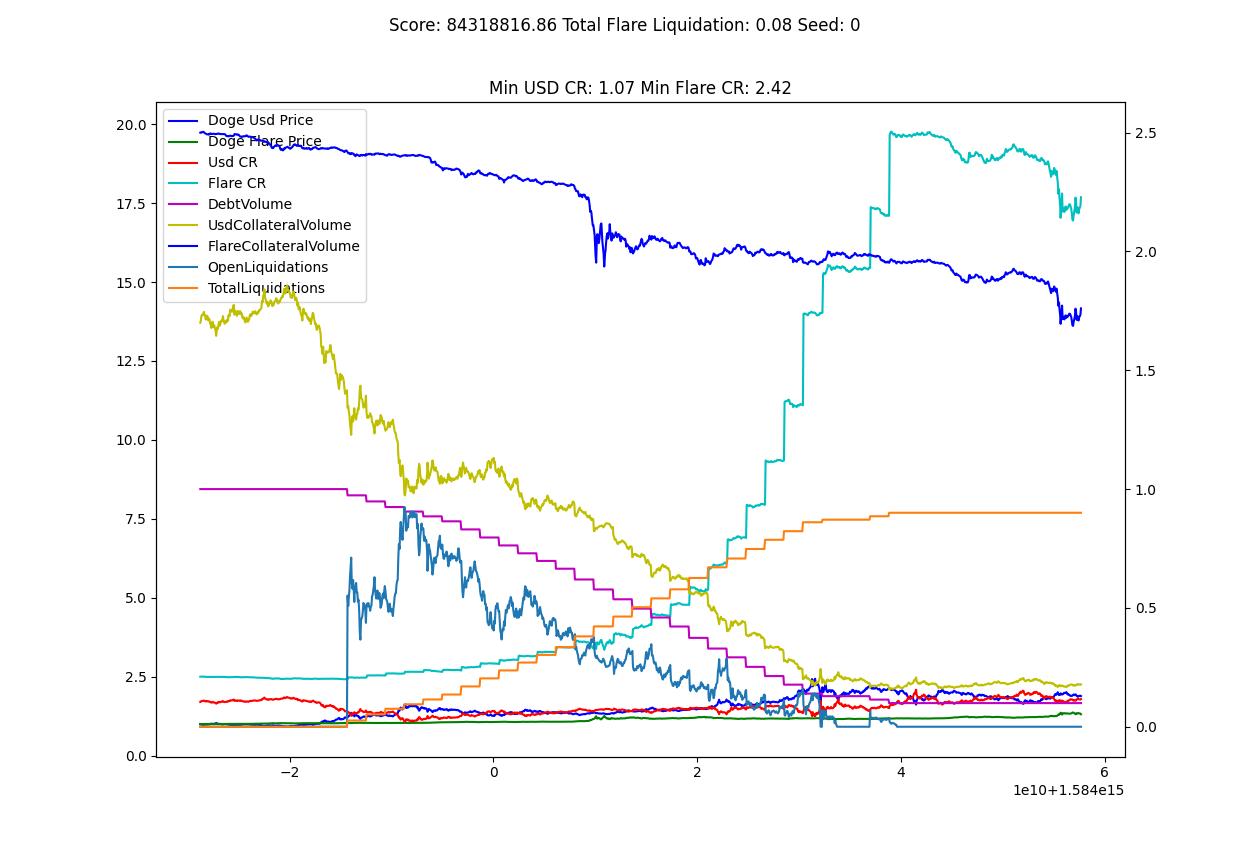 Score: 84318816.86 Total Flare Liquidation: 0.08 Seed: 0
Min USD CR: 1.07 Min Flare CR: 2.42
Doge Usd Price
Doge Flare Price
Usd CR
Flare CR
DebtVolume
UsdCollateralVolume
FlareCollateralVolume
OpenLiquidations
TotalLiquidations
20.0
17.5
15.0
12.5
10.0
7.5
5.0
2.5
0.0
2.5
2.0
1.5
1.0
0.5
0.0
−2
0
2
4
6
1e10+1.584e15